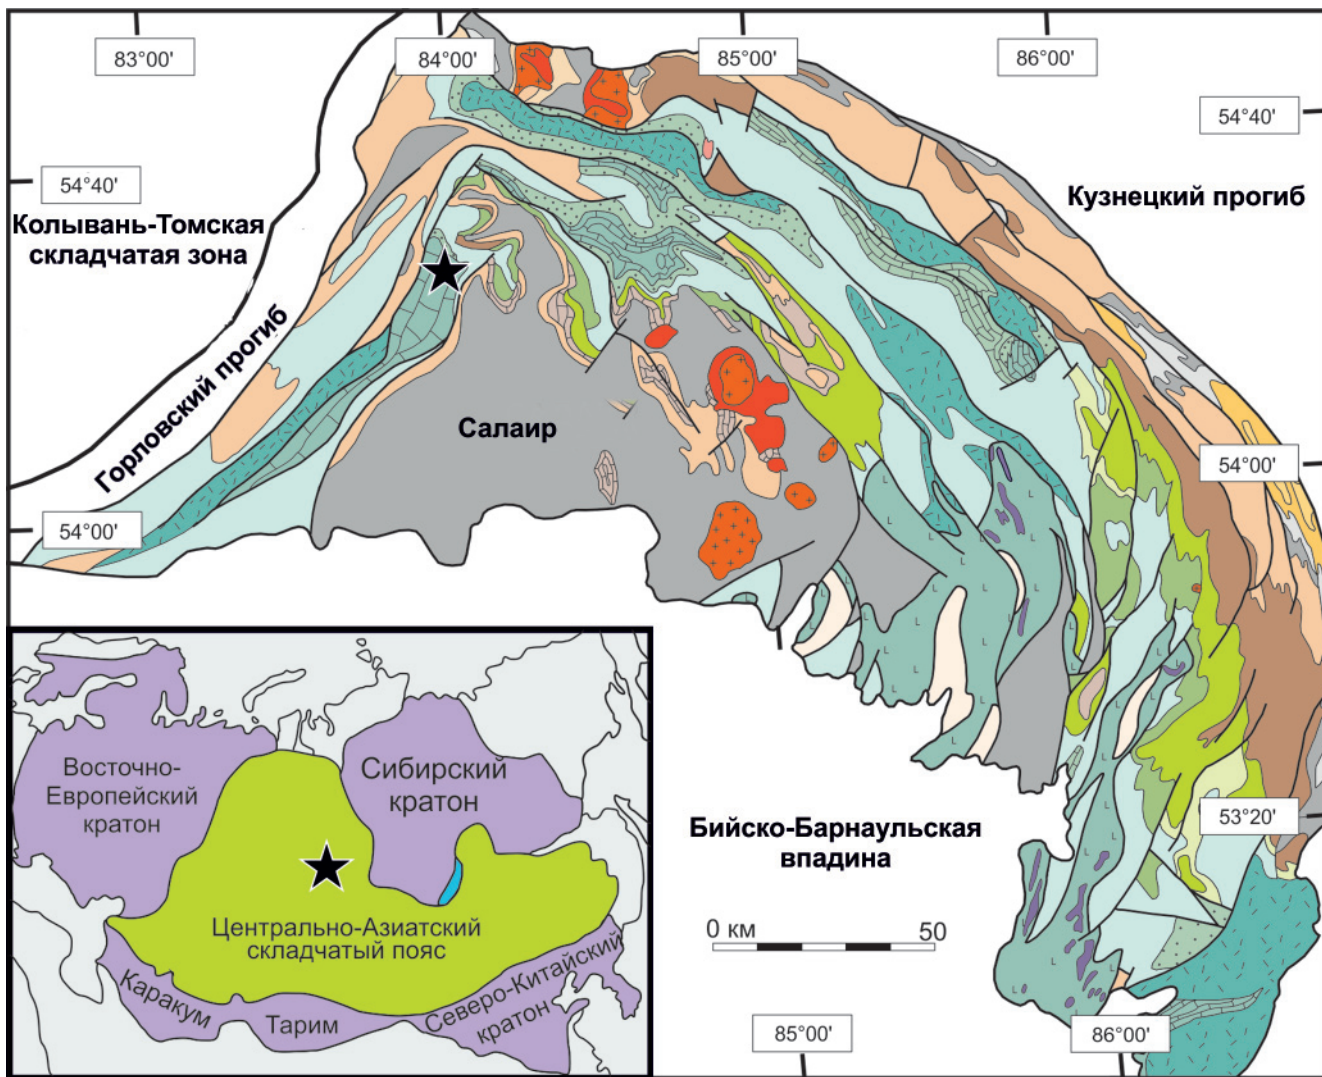 83°00'
84°00'
85°00'
86°00'
54°40'
54°40'
Колывань-Томская
складчатая зона
Кузнецкий прогиб
Горловский прогиб
Салаир
54°00'
54°00'
53°20'
Бийско-Барнаульская
впадина
0 км
50
85°00'
86°00'
Восточно-
Европейский
кратон
Сибирский
кратон
Центрально-Азиатский
складчатый пояс
Каракум
Тарим
Северо-Китайский
кратон